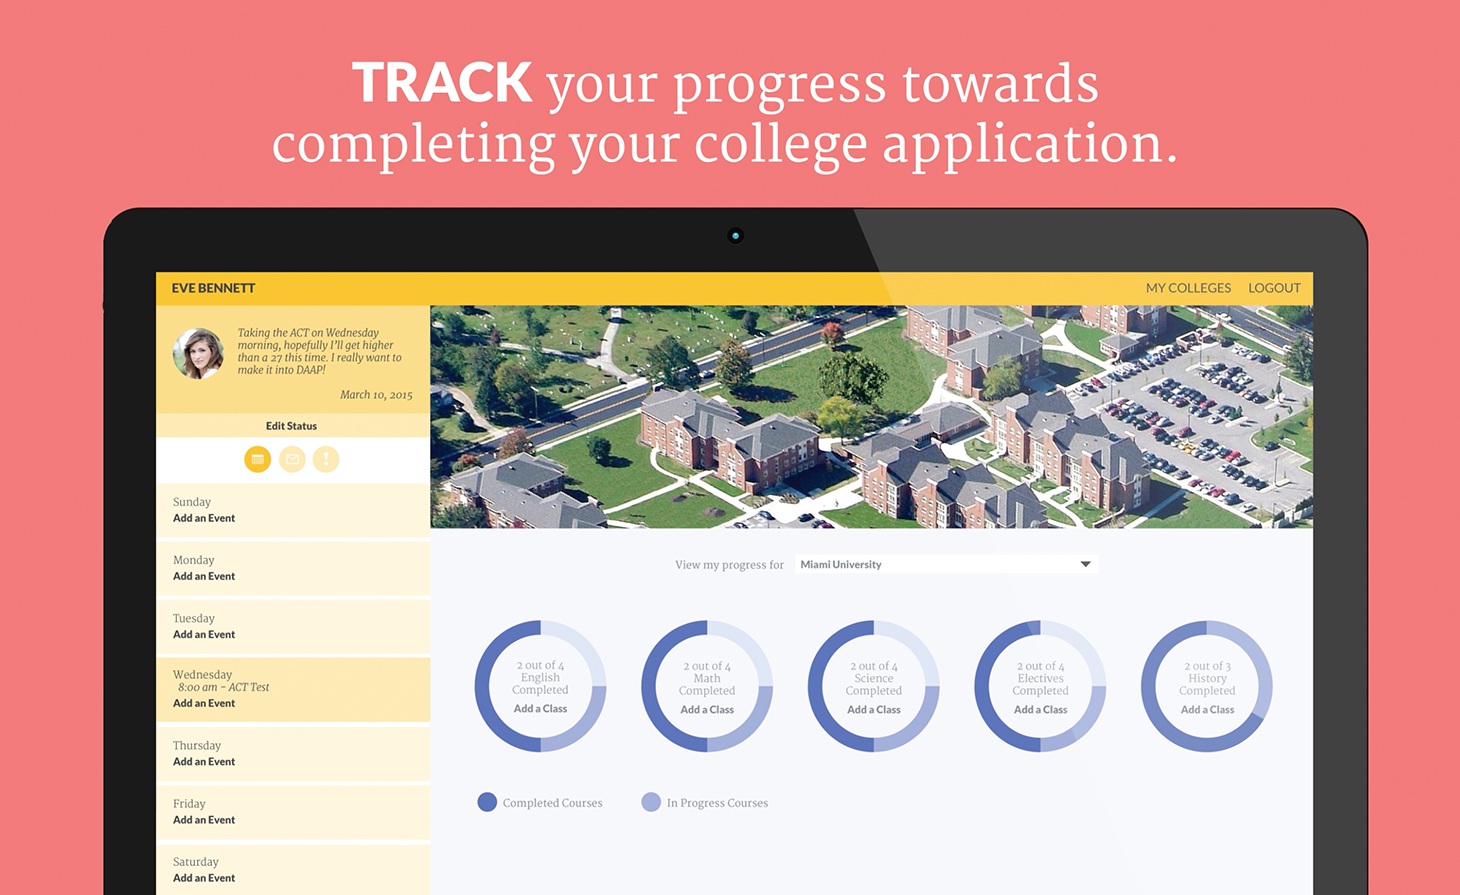 TRACK your progress towards
completing your college application.
EVE BENNETT
MY COLLEGES
LOGOUT
Taking the ACT on Wednesday
morning, hopefully I'll get higher
than a 27 this time. I really want to
make it into DAAP!
March 10, 2015
Edit Status
Sunday
Add an Event
Monday
Add an Event
Tuesday
Add an Event
Wednesday
8:00 am - ACT Test
Add an Event
Thursday
Add an Event
Friday
Add an Event
Saturday
Add an Event
View my progress for
Miami University
2 out of 4
English
Completed
Add a Class
2 out of 4
Math
Completed
Add a Class
2 out of 4
Science
Completed
Add a Class
2 out of 4
Electives
Completed
Add a Class
2 out of 3
History
Completed
Add a Class
Completed Courses
In Progress Courses